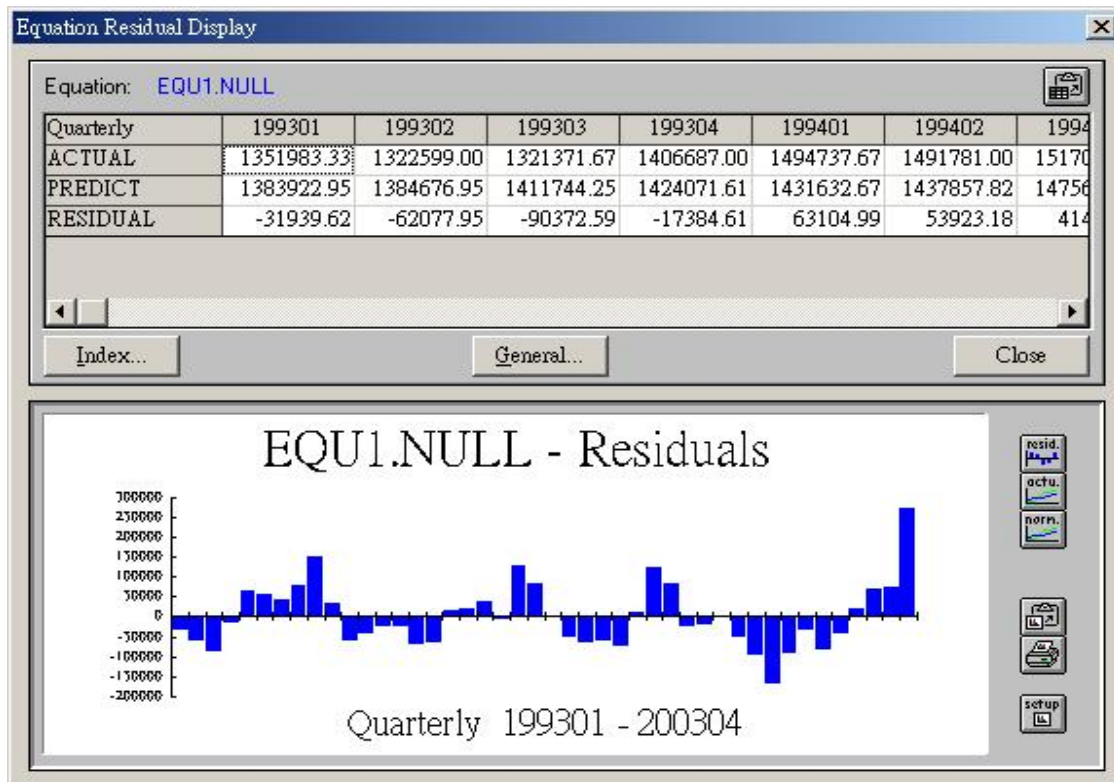 Equation Residual Display
Equation: EQU1.NULL
Quarterly 199301 199302 199303 199304 199401 199402 1994
ACTUAL 1351983.33 1322599.00 1321371.67 1406687.00 1494737.67 1491781.00 15170
PREDICT 1383922.95 1384676.95 1411744.25 1424071.61 1431632.67 1437857.82 14756
RESIDUAL -31939.62 -62077.95 -90372.59 -17384.61 63104.99 53923.18 414
Index... General... Close
EQU1.NULL - Residuals
300000
250000
200000
150000
100000
50000
0
-50000
-100000
-150000
-200000
Quarterly 199301 - 200304
resid.
actu.
norm.
setup